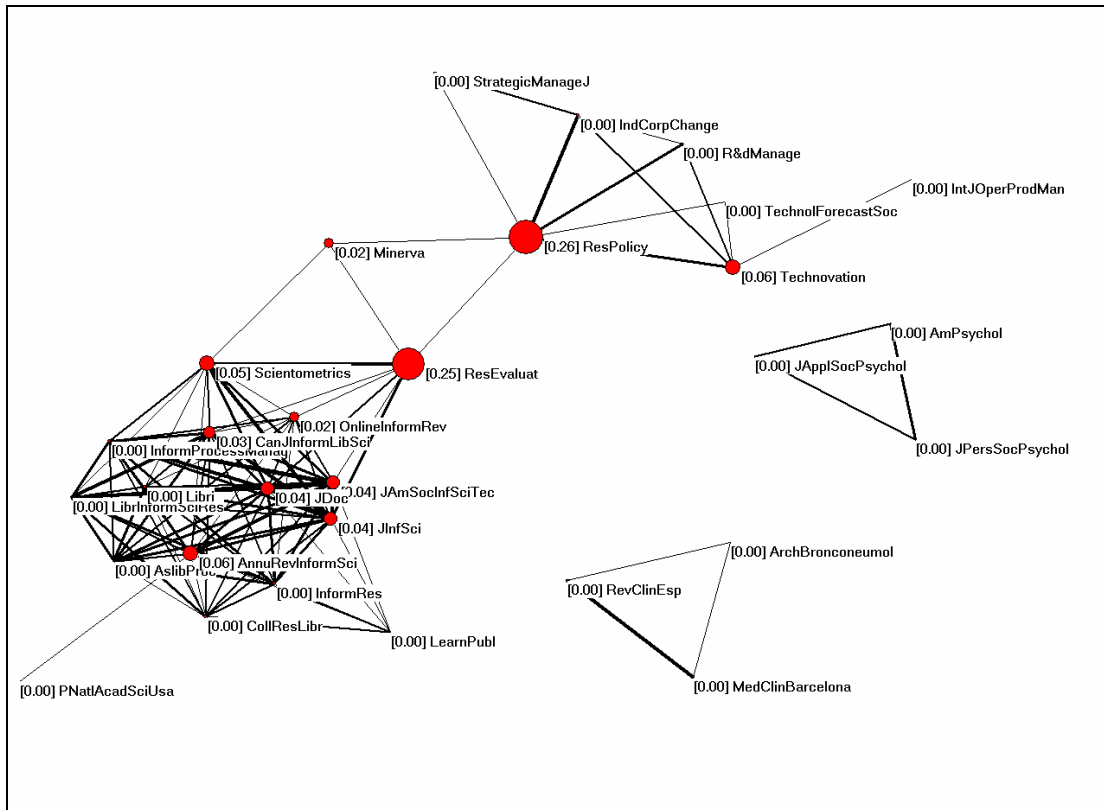 [0.00] StrategicManageJ
[0.00] IndCorpChange
[0.00] R&dManage
[0.00] IntJOperProdMan
[0.00] TechnolForecastSoc
[0.26] ResPolicy
[0.02] Minerva
[0.06] Technovation
[0.00] AmPsychol
[0.00] JApplSocPsychol
[0.05] Scientometrics
[0.25] ResEvaluat
[0.02] OnlineInformRev
[0.03] CanJInformLibSci
[0.00] InformProcessManag
[0.00] JPersSocPsychol
[0.04] JAmSocInfSciTec
[0.00] Libri
[0.04] JDoc
[0.00] LibrInformSciRes
[0.04] JInfSci
[0.00] ArchBronconeumol
[0.06] AnnuRevInformSci
[0.00] AslibProc
[0.00] RevClinEsp
[0.00] InformRes
[0.00] CollResLibr
[0.00] LearnPubl
[0.00] MedClinBarcelona
[0.00] PNatlAcadSciUsa